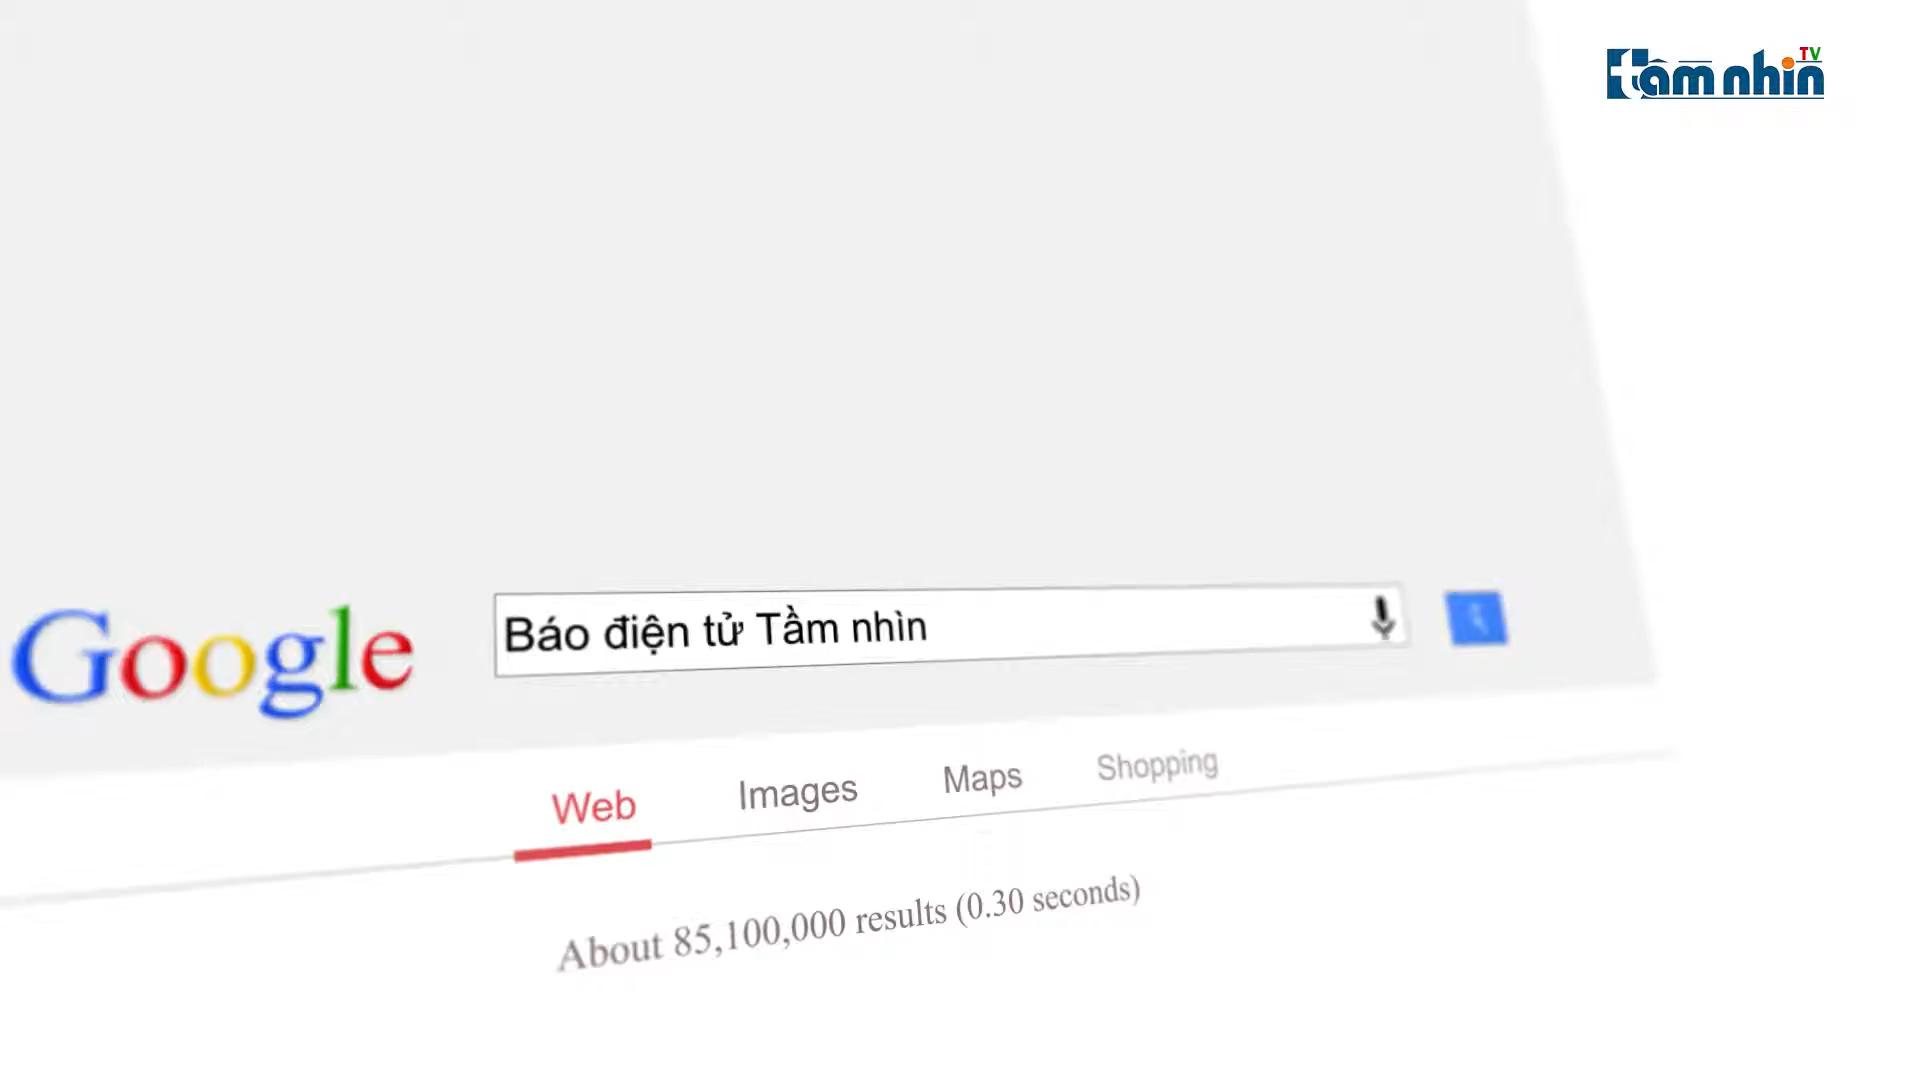 tâm nhìn TV
Google
Báo điện tử Tầm nhìn
Web Images Maps Shopping
About 85,100,000 results (0.30 seconds)